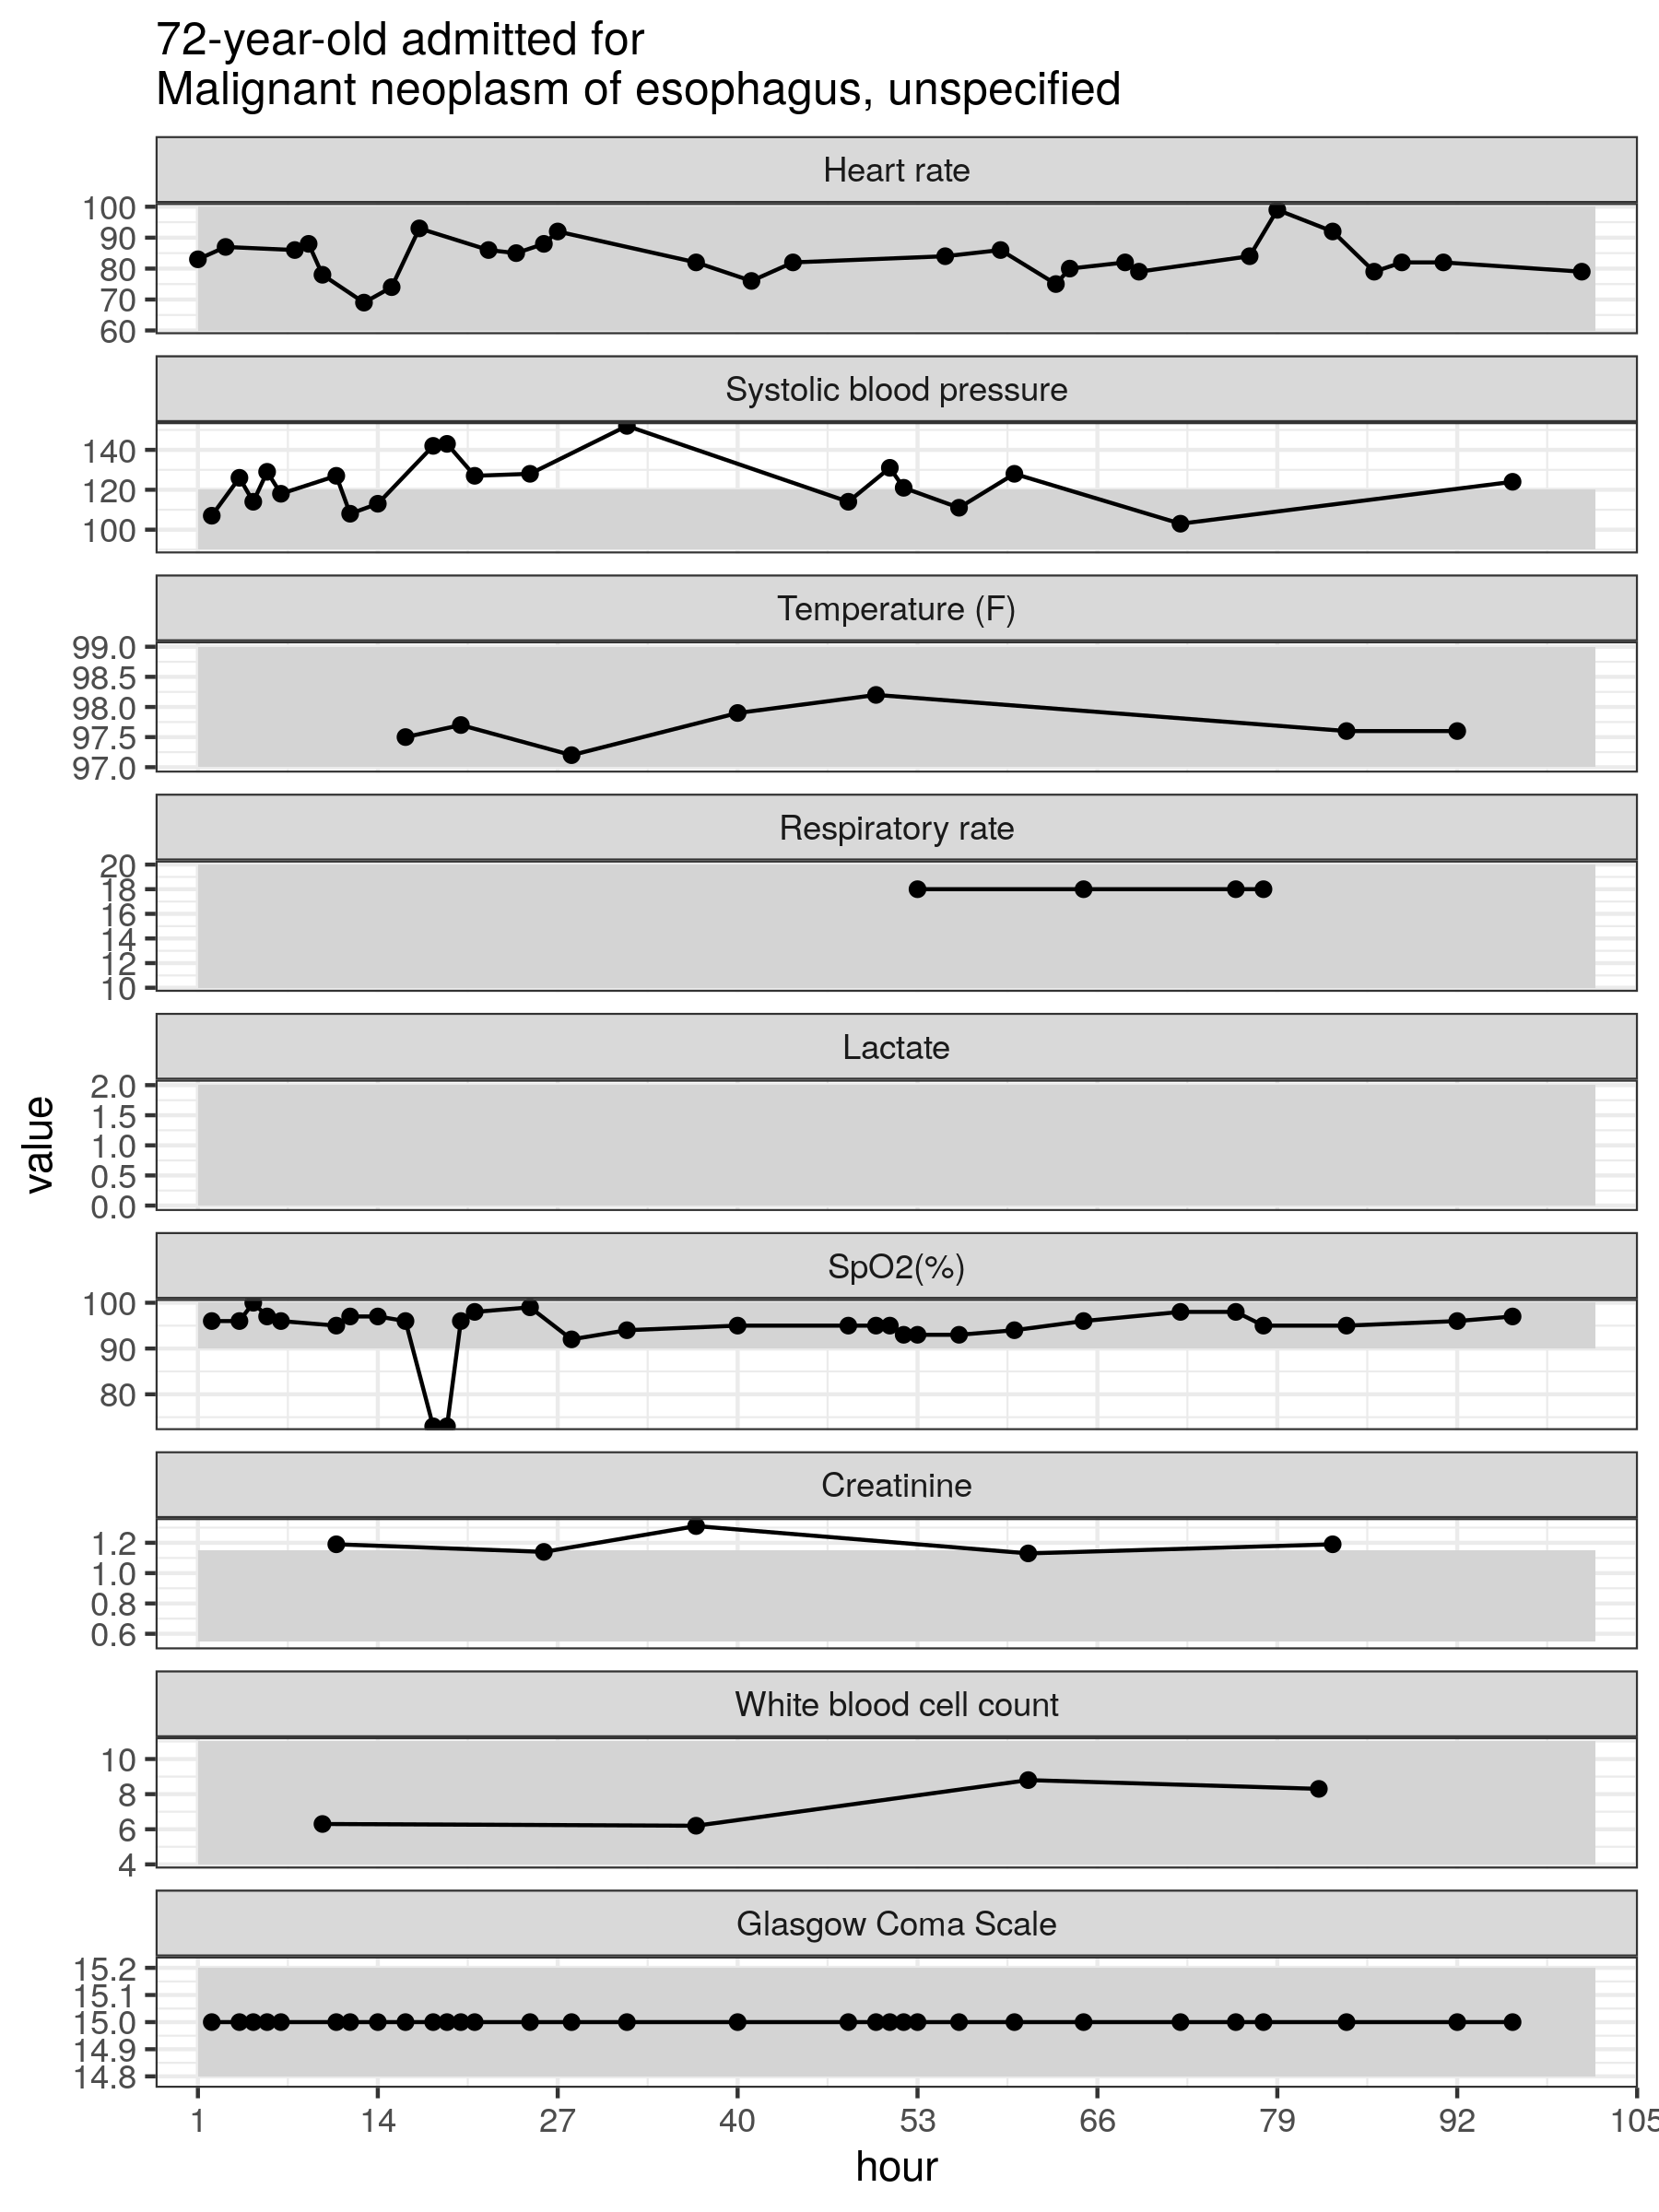 72-year-old admitted for
Malignant neoplasm of esophagus, unspecified
Heart rate
100
90
80
70
60
Systolic blood pressure
140
120
100
Temperature (F)
99.0
98.5
98.0
97.5
97.0
Respiratory rate
20
18
16
14
12
10
Lactate
2.0
1.5
1.0
0.5
0.0
value
SpO2(%)
100
90
80
Creatinine
1.2
1.0
0.8
0.6
White blood cell count
10
8
6
4
Glasgow Coma Scale
15.2
15.1
15.0
14.9
14.8
1 14 27 40 53 66 79 92 105
hour